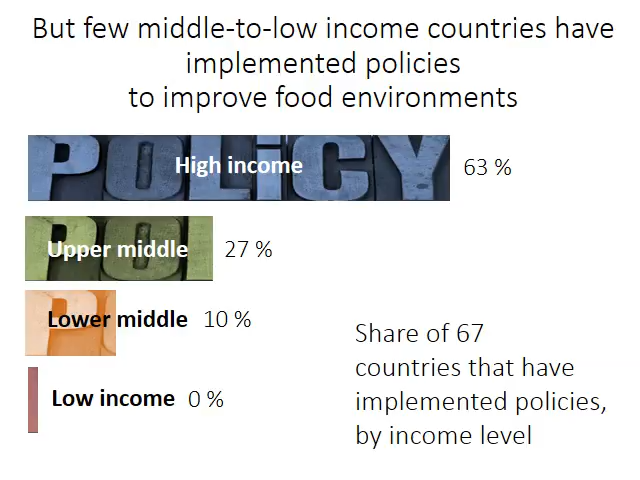 But few middle-to-low income countries have
implemented policies
to improve food environments
POLiCY
High income
63 %
POL
Upper middle
27 %
Lower middle
10 %
Low income
0 %
Share of 67
countries that have
implemented policies,
by income level